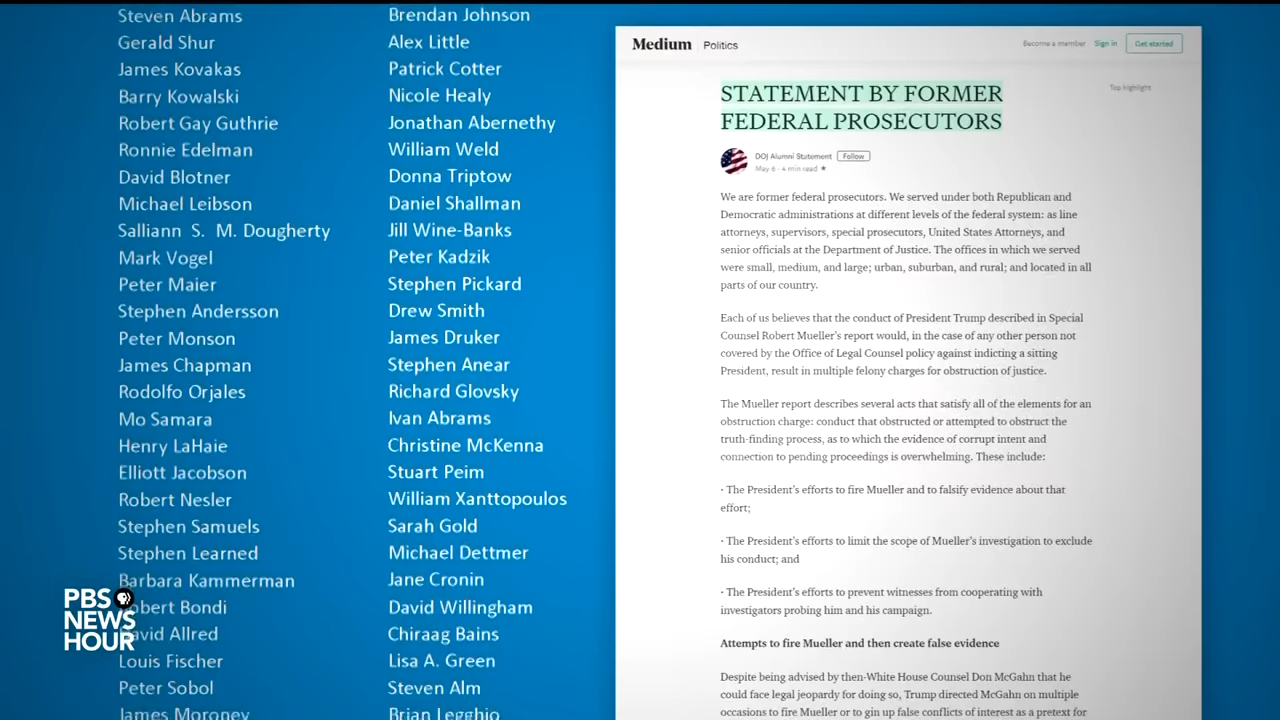 Steven Abrams
Gerald Shur
James Kovakas
Barry Kowalski
Robert Gay Guthrie
Ronnie Edelman
David Blotner
Michael Leibson
Salliann S. M. Dougherty
Mark Vogel
Peter Maier
Stephen Andersson
Peter Monson
James Chapman
Rodolfo Orjales
Mo Samara
Henry LaHaie
Elliott Jacobson
Robert Nesler
Stephen Samuels
Stephen Learned
Barbara Kammerman
obert Bondi
avid Allred
Louis Fischer
Peter Sobol
James Moroney
Brendan Johnson
Alex Little
Patrick Cotter
Nicole Healy
Jonathan Abernethy
William Weld
Donna Triptow
Daniel Shallman
Jill Wine-Banks
Peter Kadzik
Stephen Pickard
Drew Smith
James Druker
Stephen Anear
Richard Glovsky
Ivan Abrams
Christine McKenna
Stuart Peim
William Xanttopoulos
Sarah Gold
Michael Dettmer
Jane Cronin
David Willingham
Chiraag Bains
Lisa A. Green
Steven Alm
Brian Legghio
PBS
NEWS
HOUR
Medium Politics
Become a member Sign in Get started
Top highlight
STATEMENT BY FORMER
FEDERAL PROSECUTORS
DOJ Alumni Statement Follow
May 6 · 4 min read ★
We are former federal prosecutors. We served under both Republican and
Democratic administrations at different levels of the federal system: as line
attorneys, supervisors, special prosecutors, United States Attorneys, and
senior officials at the Department of Justice. The offices in which we served
were small, medium, and large; urban, suburban, and rural; and located in all
parts of our country.
Each of us believes that the conduct of President Trump described in Special
Counsel Robert Mueller's report would, in the case of any other person not
covered by the Office of Legal Counsel policy against indicting a sitting
President, result in multiple felony charges for obstruction of justice.
The Mueller report describes several acts that satisfy all of the elements for an
obstruction charge: conduct that obstructed or attempted to obstruct the
truth-finding process, as to which the evidence of corrupt intent and
connection to pending proceedings is overwhelming. These include:
· The President's efforts to fire Mueller and to falsify evidence about that
effort;
· The President's efforts to limit the scope of Mueller's investigation to exclude
his conduct; and
· The President's efforts to prevent witnesses from cooperating with
investigators probing him and his campaign.
Attempts to fire Mueller and then create false evidence
Despite being advised by then-White House Counsel Don McGahn that he
could face legal jeopardy for doing so, Trump directed McGahn on multiple
occasions to fire Mueller or to gin up false conflicts of interest as a pretext for